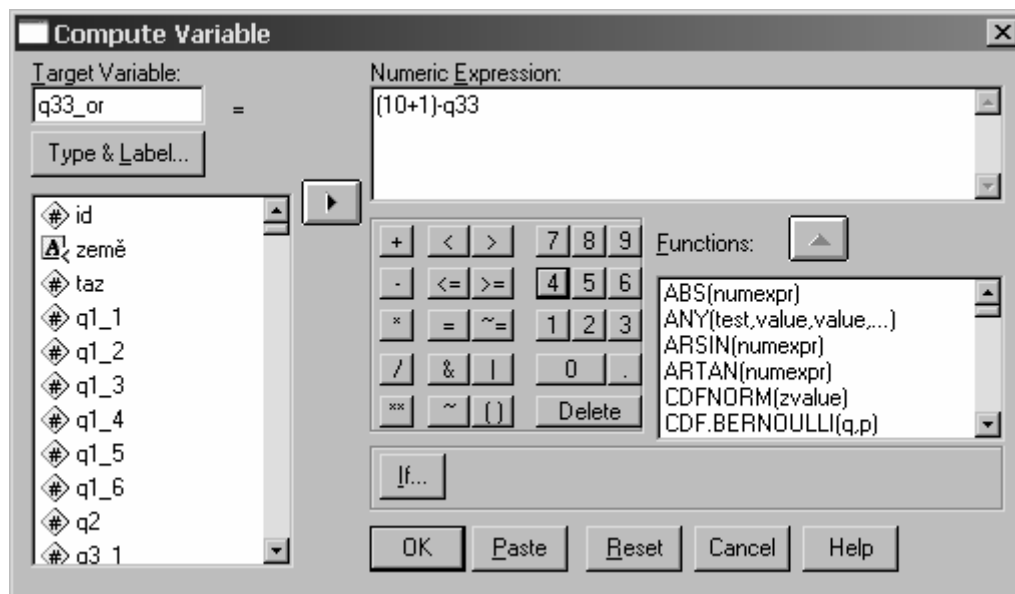 Compute Variable
Target Variable:
q33_or
=
Type & Label...
Numeric Expression:
(10+1)-q33
id
země
taz
q1_1
q1_2
q1_3
q1_4
q1_5
q1_6
q2
q3_1
+ < > 7 8 9
- <= >= 4 5 6
* = ~= 1 2 3
/ & | 0 .
** ~ ( ) Delete
Functions:
ABS(numexpr)
ANY(test,value,value,...)
ARSIN(numexpr)
ARTAN(numexpr)
CDFNORM(zvalue)
CDF.BERNOULLI(q,p)
If...
OK Paste Reset Cancel Help